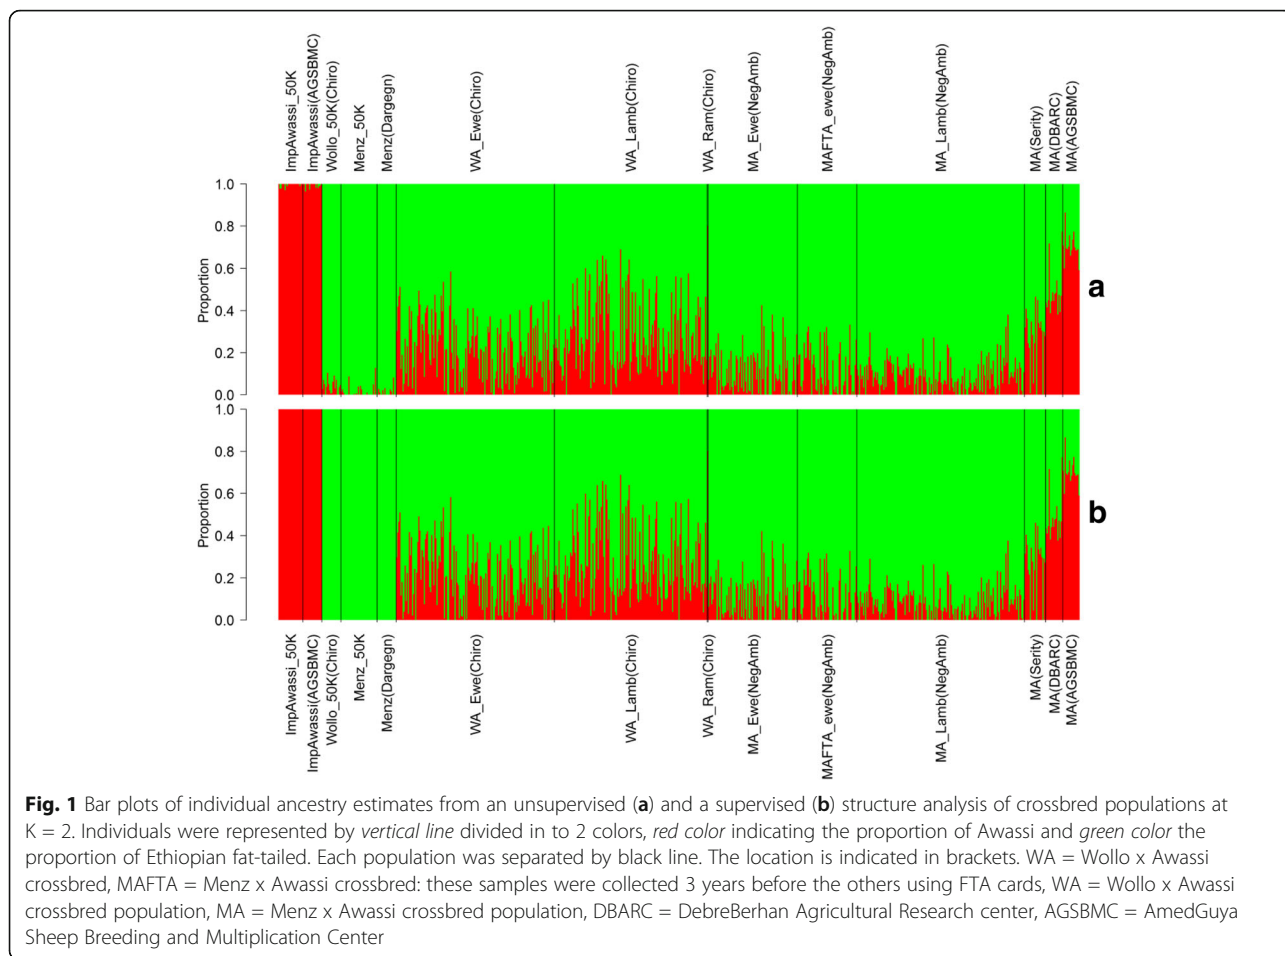 ImpAwassi_50K
ImpAwassi(AGSBMC)
Wollo_50K(Chiro)
Menz_50K
Menz(Dargegn)
WA_Ewe(Chiro)
WA_Lamb(Chiro)
WA_Ram(Chiro)
MA_Ewe(NegAmb)
MAFTA_ewe(NegAmb)
MA_Lamb(NegAmb)
MA(Serity)
MA(DBARC)
MA(AGSBMC)
1.0
0.8
0.6
0.4
0.2
0.0
Proportion
a
1.0
0.8
0.6
0.4
0.2
0.0
Proportion
b
ImpAwassi_50K
ImpAwassi(AGSBMC)
Wollo_50K(Chiro)
Menz_50K
Menz(Dargegn)
WA_Ewe(Chiro)
WA_Lamb(Chiro)
WA_Ram(Chiro)
MA_Ewe(NegAmb)
MAFTA_ewe(NegAmb)
MA_Lamb(NegAmb)
MA(Serity)
MA(DBARC)
MA(AGSBMC)
Fig. 1 Bar plots of individual ancestry estimates from an unsupervised (a) and a supervised (b) structure analysis of crossbred populations at
K = 2. Individuals were represented by vertical line divided in to 2 colors, red color indicating the proportion of Awassi and green color the
proportion of Ethiopian fat-tailed. Each population was separated by black line. The location is indicated in brackets. WA = Wollo x Awassi
crossbred, MAFTA = Menz x Awassi crossbred: these samples were collected 3 years before the others using FTA cards, WA = Wollo x Awassi
crossbred population, MA = Menz x Awassi crossbred population, DBARC = DebreBerhan Agricultural Research center, AGSBMC = AmedGuya
Sheep Breeding and Multiplication Center